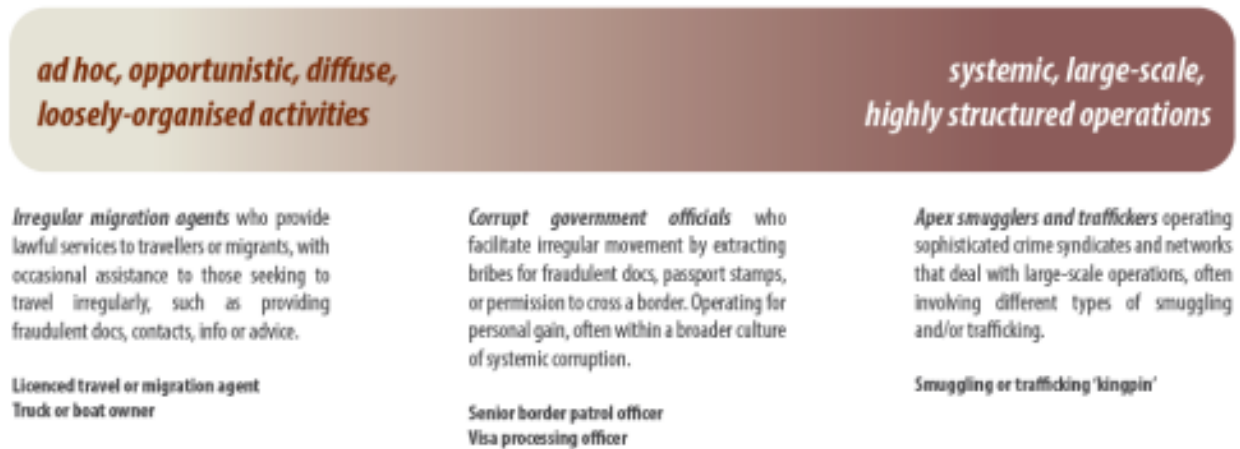 ad hoc, opportunistic, diffuse,
loosely-organised activities
systemic, large-scale,
highly structured operations
Irregular migration agents who provide
lawful services to travellers or migrants, with
occasional assistance to those seeking to
travel irregularly, such as providing
fraudulent docs, contacts, info or advice.
Licenced travel or migration agent
Truck or boat owner
Corrupt government officials who
facilitate irregular movement by extracting
bribes for fraudulent docs, passport stamps,
or permission to cross a border. Operating for
personal gain, often within a broader culture
of systemic corruption.
Senior border patrol officer
Visa processing officer
Apex smugglers and traffickers operating
sophisticated crime syndicates and networks
that deal with large-scale operations, often
involving different types of smuggling
and/or trafficking.
Smuggling or trafficking ‘kingpin’